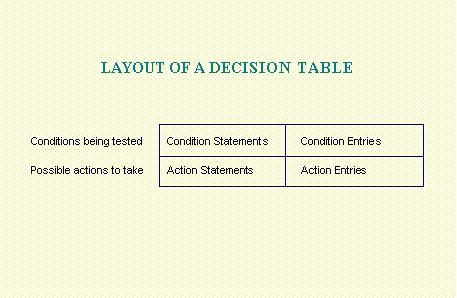 LAYOUT OF A DECISION TABLE
Conditions being tested Condition Statements Condition Entries
Possible actions to take Action Statements Action Entries